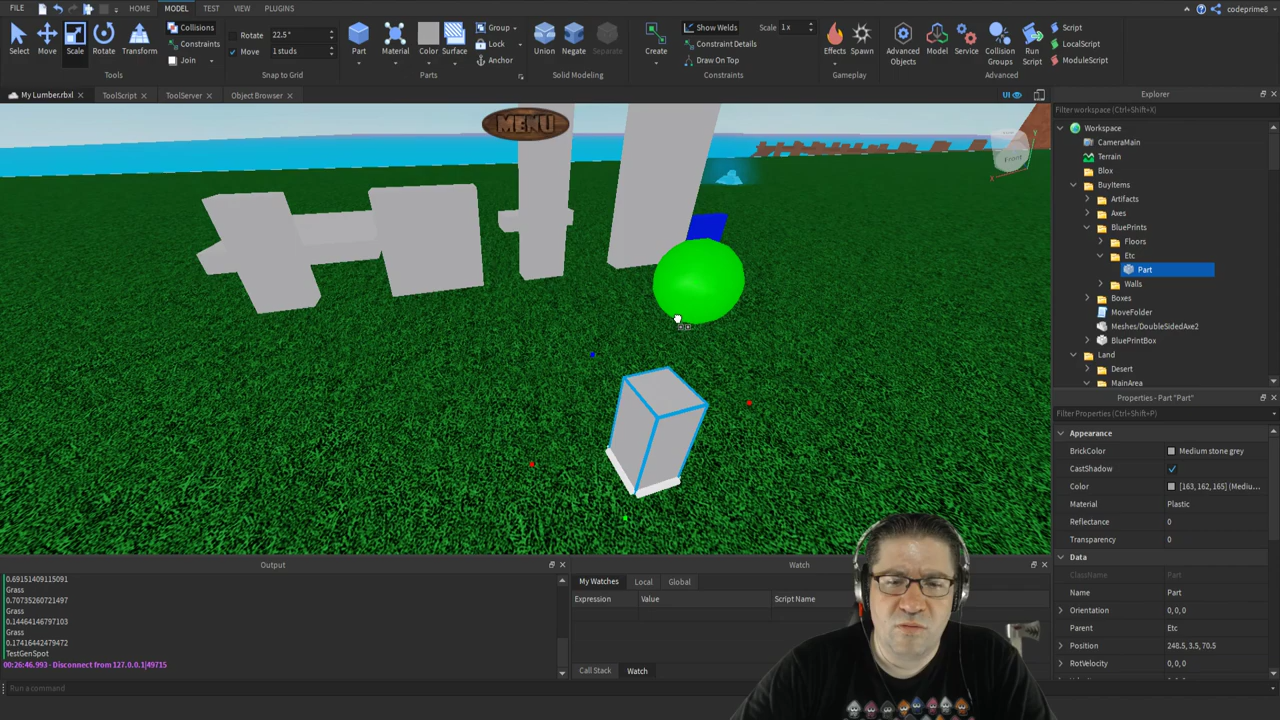 FILE
HOME
MODEL
TEST
VIEW
PLUGINS
codeprime8
Select
Move
Scale
Rotate
Transform
Collisions
Constraints
Join
Tools
Rotate
22.5°
Move
1 studs
Snap to Grid
Part
Material
Color
Surface
Group
Lock
Anchor
Parts
Union
Negate
Separate
Solid Modeling
Create
Show Welds
Scale
1x
Constraint Details
Draw On Top
Constraints
Effects
Spawn
Gameplay
Advanced Objects
Model
Service
Collision Groups
Run Script
Script
LocalScript
ModuleScript
Advanced
My Lumber.rbxl
ToolScript
ToolServer
Object Browser
UI
MENU
Front
Y
X
Explorer
Filter workspace (Ctrl+Shift+X)
Workspace
CameraMain
Terrain
Blox
BuyItems
Artifacts
Axes
BluePrints
Floors
Etc
Part
Walls
Boxes
MoveFolder
Meshes/DoubleSidedAxe2
BluePrintBox
Land
Desert
MainArea
Properties - Part "Part"
Filter Properties (Ctrl+Shift+P)
Appearance
BrickColor
Medium stone grey
CastShadow
Color
[163, 162, 165] (Mediu...
Material
Plastic
Reflectance
0
Transparency
0
Data
ClassName
Part
Name
Part
Orientation
0, 0, 0
Parent
Etc
Position
248.5, 3.5, 70.5
RotVelocity
0, 0, 0
Output
0.69151409115091
Grass
0.70735260721497
Grass
0.14464146797103
Grass
0.17416442479472
TestGenSpot
00:26:46.993 - Disconnect from 127.0.0.1|49715
Watch
My Watches
Local
Global
Expression
Value
Script Name
Call Stack
Watch
Run a command